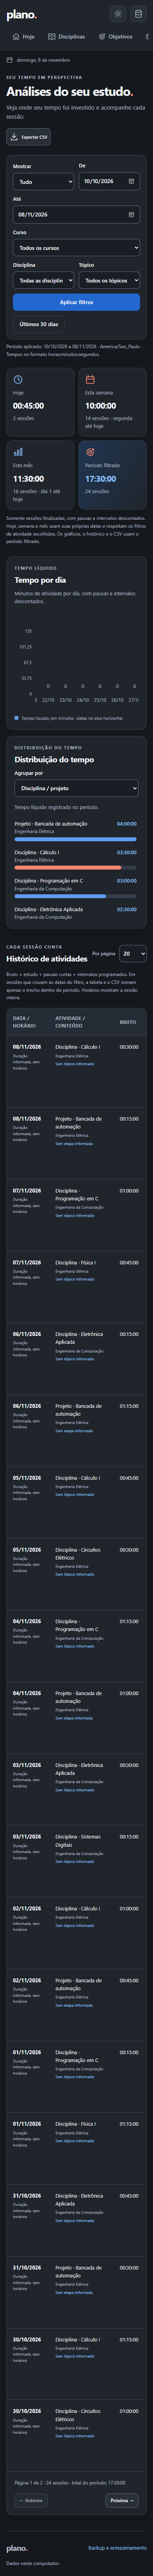 plano.
Hoje
Disciplinas
Objetivos
domingo, 8 de novembro
SEU TEMPO EM PERSPECTIVA
Análises do seu estudo.
Veja onde seu tempo foi investido e acompanhe cada
sessão.
Exportar CSV
Mostrar
De
Tudo
10/10/2026
Até
08/11/2026
Curso
Todos os cursos
Disciplina
Tópico
Todas as disciplin
Todos os tópicos
Aplicar filtros
Últimos 30 dias
Período aplicado: 10/10/2026 a 08/11/2026 · America/Sao_Paulo ·
Tempos no formato horas:minutos:segundos.
Hoje
00:45:00
2 sessões
Esta semana
10:00:00
14 sessões · segunda
até hoje
Este mês
11:30:00
16 sessões · dia 1 até
hoje
Período filtrado
17:30:00
24 sessões
Somente sessões finalizadas, com pausas e intervalos descontados.
Hoje, semana e mês usam suas próprias datas e respeitam os filtros
de atividade escolhidos. Os gráficos, o histórico e o CSV usam o
período filtrado.
TEMPO LÍQUIDO
Tempo por dia
Minutos de atividade por dia, com pausas e intervalos
descontados.
135
101,25
67,5
33,75
0
0 0 0 0 0 0
22/10 23/10 24/10 25/10 26/10 27/1
Tempo líquido, em minutos · datas no eixo horizontal
DISTRIBUIÇÃO DO TEMPO
Distribuição do tempo
Agrupar por
Disciplina / projeto
Tempo líquido registrado no período.
Projeto · Bancada de automação 04:00:00
Engenharia Elétrica
Disciplina · Cálculo I 03:30:00
Engenharia Elétrica
Disciplina · Programação em C 03:00:00
Engenharia da Computação
Disciplina · Eletrônica Aplicada 02:30:00
Engenharia da Computação
CADA SESSÃO CONTA
Histórico de atividades
Por página
20
Bruto = estudo + pausas curtas + intervalos programados. Em
sessões que cruzam as datas do filtro, a tabela e o CSV somam
apenas o trecho dentro do período. Horários mostram a sessão
inteira.
DATA / HORÁRIO
ATIVIDADE / CONTEÚDO
BRUTO
08/11/2026 Disciplina · Cálculo I 00:30:00
Duração informada, sem horários
Engenharia Elétrica
Sem tópico informado
08/11/2026 Projeto · Bancada de automação 00:15:00
Duração informada, sem horários
Engenharia Elétrica
Sem etapa informada
07/11/2026 Disciplina · Programação em C 01:00:00
Duração informada, sem horários
Engenharia da Computação
Sem tópico informado
07/11/2026 Disciplina · Física I 00:45:00
Duração informada, sem horários
Engenharia Elétrica
Sem tópico informado
06/11/2026 Disciplina · Eletrônica Aplicada 00:15:00
Duração informada, sem horários
Engenharia da Computação
Sem tópico informado
06/11/2026 Projeto · Bancada de automação 01:15:00
Duração informada, sem horários
Engenharia Elétrica
Sem etapa informada
05/11/2026 Disciplina · Cálculo I 00:45:00
Duração informada, sem horários
Engenharia Elétrica
Sem tópico informado
05/11/2026 Disciplina · Circuitos Elétricos 00:30:00
Duração informada, sem horários
Engenharia Elétrica
Sem tópico informado
04/11/2026 Disciplina · Programação em C 01:15:00
Duração informada, sem horários
Engenharia da Computação
Sem tópico informado
04/11/2026 Projeto · Bancada de automação 01:00:00
Duração informada, sem horários
Engenharia Elétrica
Sem etapa informada
03/11/2026 Disciplina · Eletrônica Aplicada 00:30:00
Duração informada, sem horários
Engenharia da Computação
Sem tópico informado
03/11/2026 Disciplina · Sistemas Digitais 00:15:00
Duração informada, sem horários
Engenharia da Computação
Sem tópico informado
02/11/2026 Disciplina · Cálculo I 01:00:00
Duração informada, sem horários
Engenharia Elétrica
Sem tópico informado
02/11/2026 Projeto · Bancada de automação 00:45:00
Duração informada, sem horários
Engenharia Elétrica
Sem etapa informada
01/11/2026 Disciplina · Programação em C 00:15:00
Duração informada, sem horários
Engenharia da Computação
Sem tópico informado
01/11/2026 Disciplina · Física I 01:15:00
Duração informada, sem horários
Engenharia Elétrica
Sem tópico informado
31/10/2026 Disciplina · Eletrônica Aplicada 00:45:00
Duração informada, sem horários
Engenharia da Computação
Sem tópico informado
31/10/2026 Projeto · Bancada de automação 00:30:00
Duração informada, sem horários
Engenharia Elétrica
Sem etapa informada
30/10/2026 Disciplina · Cálculo I 01:15:00
Duração informada, sem horários
Engenharia Elétrica
Sem tópico informado
30/10/2026 Disciplina · Circuitos Elétricos 01:00:00
Duração informada, sem horários
Engenharia Elétrica
Sem tópico informado
Página 1 de 2 · 24 sessões · total do período: 17:30:00
← Anterior
Próxima →
plano.
Backup e armazenamento
Dados neste computador.